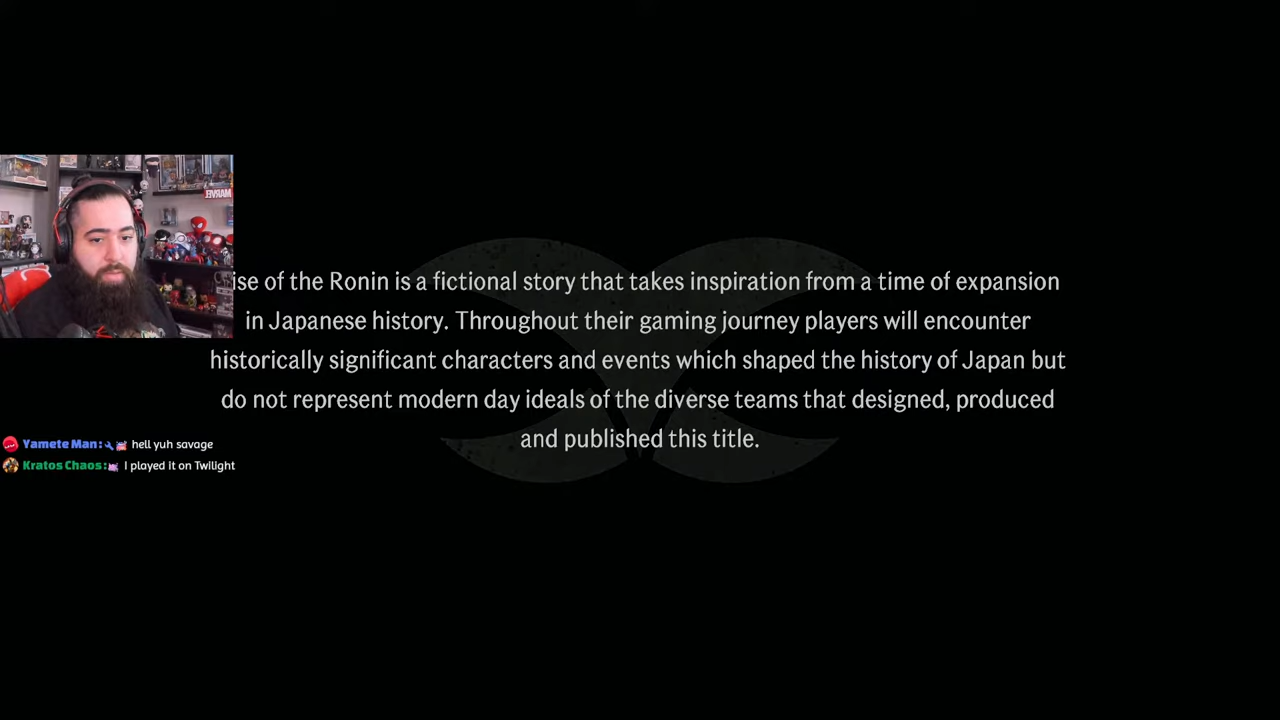 ise of the Ronin is a fictional story that takes inspiration from a time of expansion
in Japanese history. Throughout their gaming journey players will encounter
historically significant characters and events which shaped the history of Japan but
do not represent modern day ideals of the diverse teams that designed, produced
and published this title.
Yamete Man: hell yuh savage
Kratos Chaos: I played it on Twilight